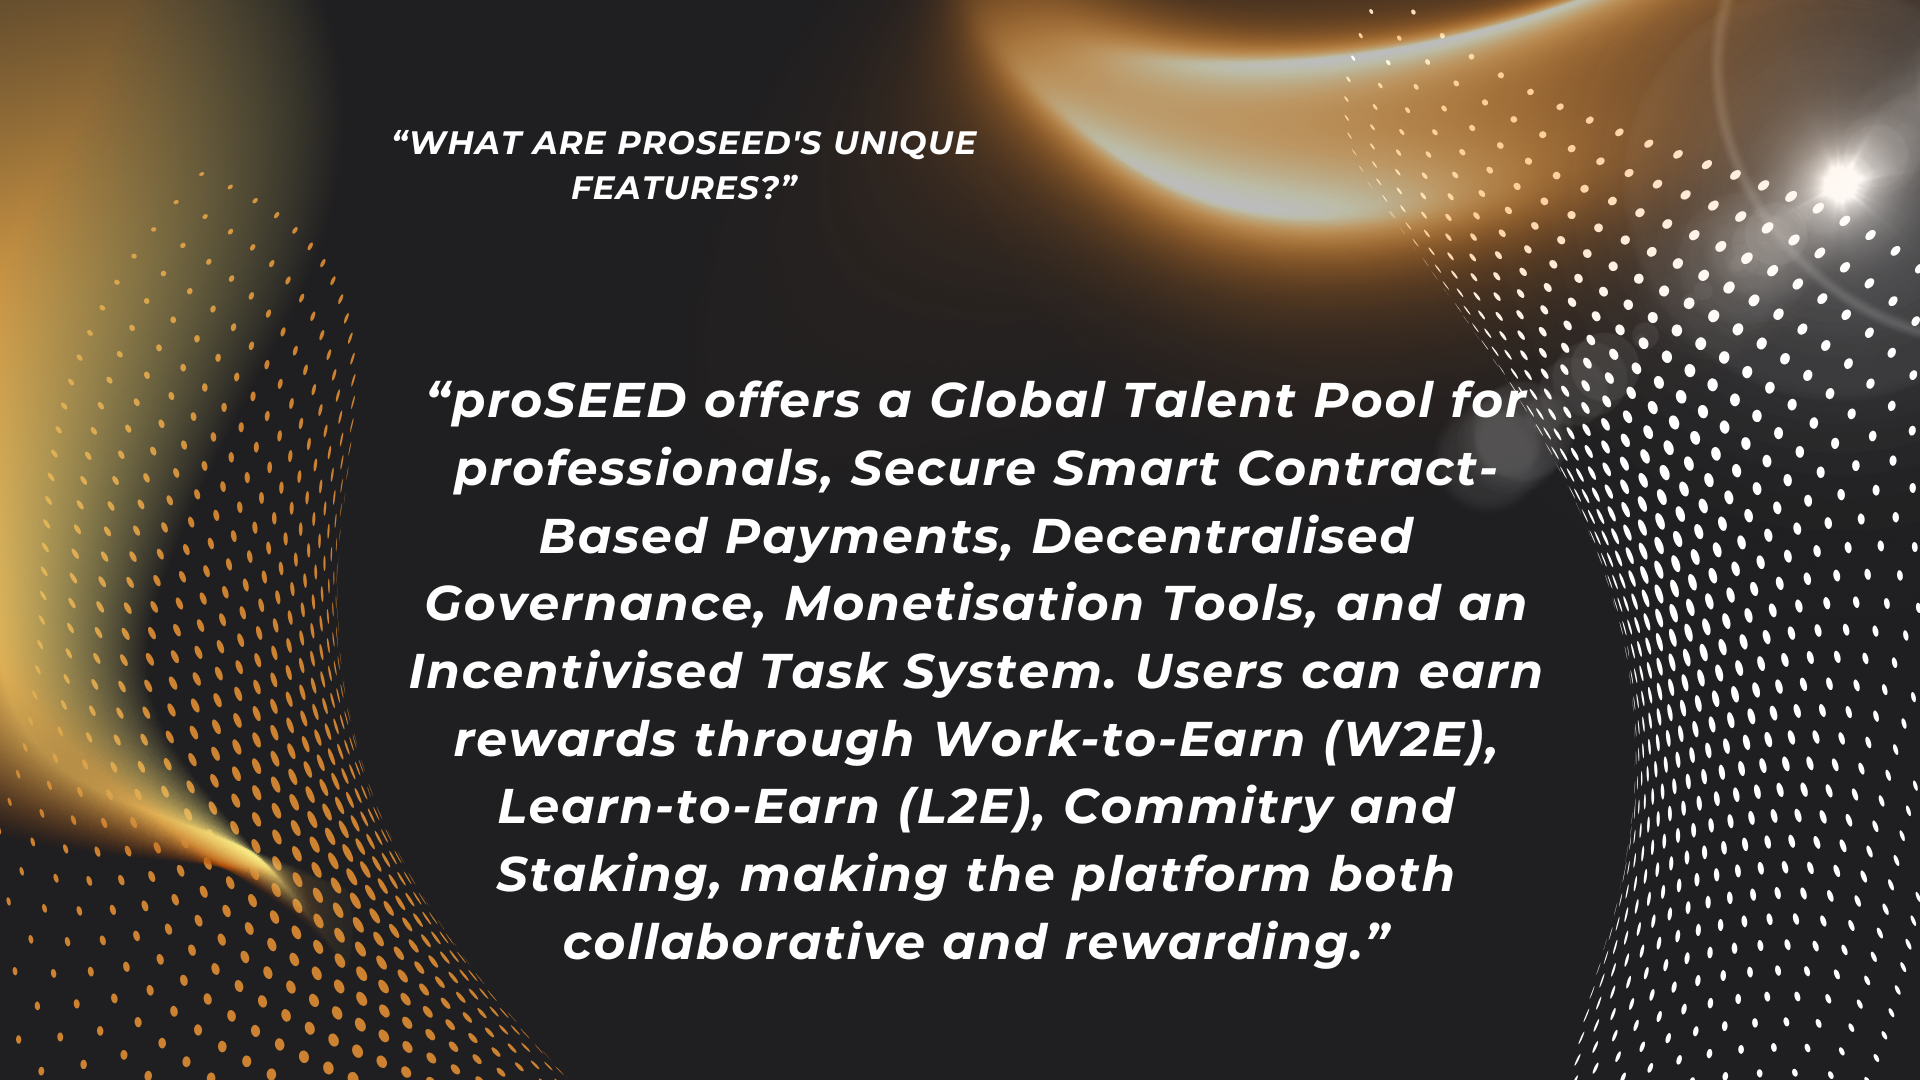 “WHAT ARE PROSEED'S UNIQUE
FEATURES?”
“proSEED offers a Global Talent Pool for
professionals, Secure Smart Contract-
Based Payments, Decentralised
Governance, Monetisation Tools, and an
Incentivised Task System. Users can earn
rewards through Work-to-Earn (W2E),
Learn-to-Earn (L2E), Commitry and
Staking, making the platform both
collaborative and rewarding.”